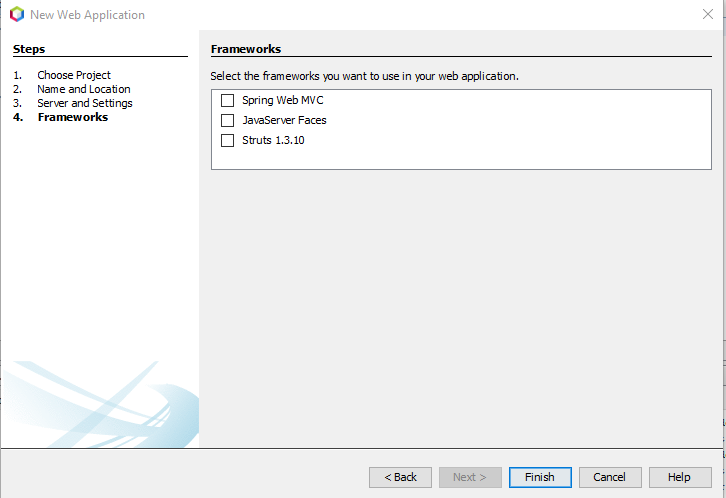 New Web Application
Steps
1. Choose Project
2. Name and Location
3. Server and Settings
4. Frameworks
Frameworks
Select the frameworks you want to use in your web application.
Spring Web MVC
JavaServer Faces
Struts 1.3.10
< Back Next > Finish Cancel Help